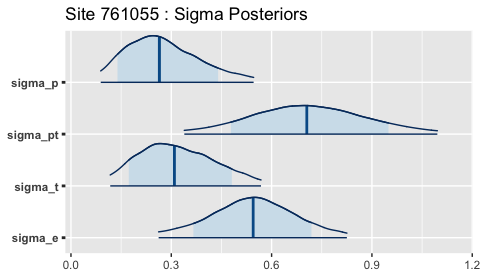 Site 761055 : Sigma Posteriors
sigma_p
sigma_pt
sigma_t
sigma_e
0.0 0.3 0.6 0.9 1.2